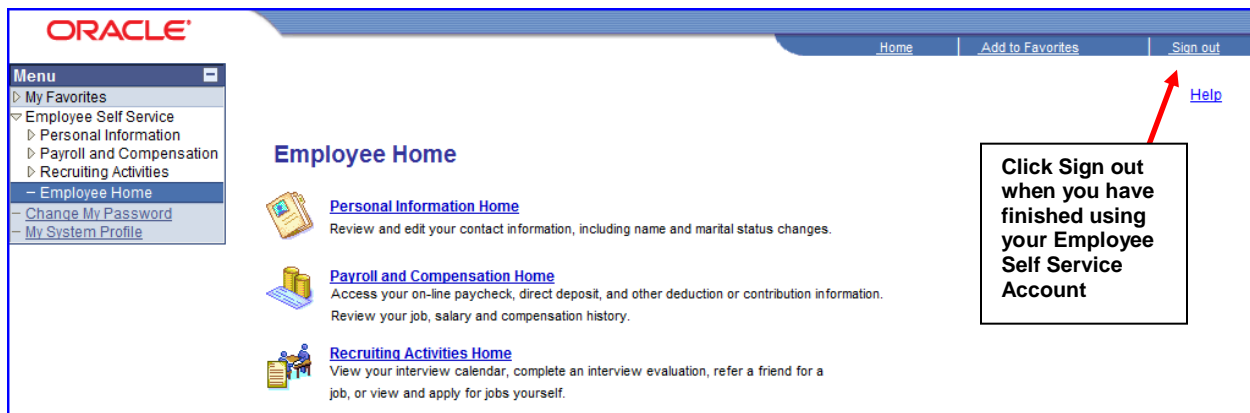 ORACLE
Home
Add to Favorites
Sign out
Menu
My Favorites
Employee Self Service
Personal Information
Payroll and Compensation
Recruiting Activities
– Employee Home
– Change My Password
– My System Profile
Help
Employee Home
Personal Information Home
Review and edit your contact information, including name and marital status changes.
Payroll and Compensation Home
Access your on-line paycheck, direct deposit, and other deduction or contribution information.
Review your job, salary and compensation history.
Recruiting Activities Home
View your interview calendar, complete an interview evaluation, refer a friend for a
job, or view and apply for jobs yourself.
Click Sign out
when you have
finished using
your Employee
Self Service
Account